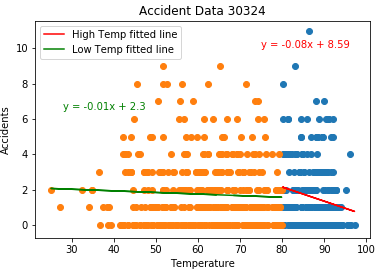 Accident Data 30324
High Temp fitted line
Low Temp fitted line
y = -0.08x + 8.59
y = -0.01x + 2.3
Accidents
10
8
6
4
2
0
30 40 50 60 70 80 90 100
Temperature